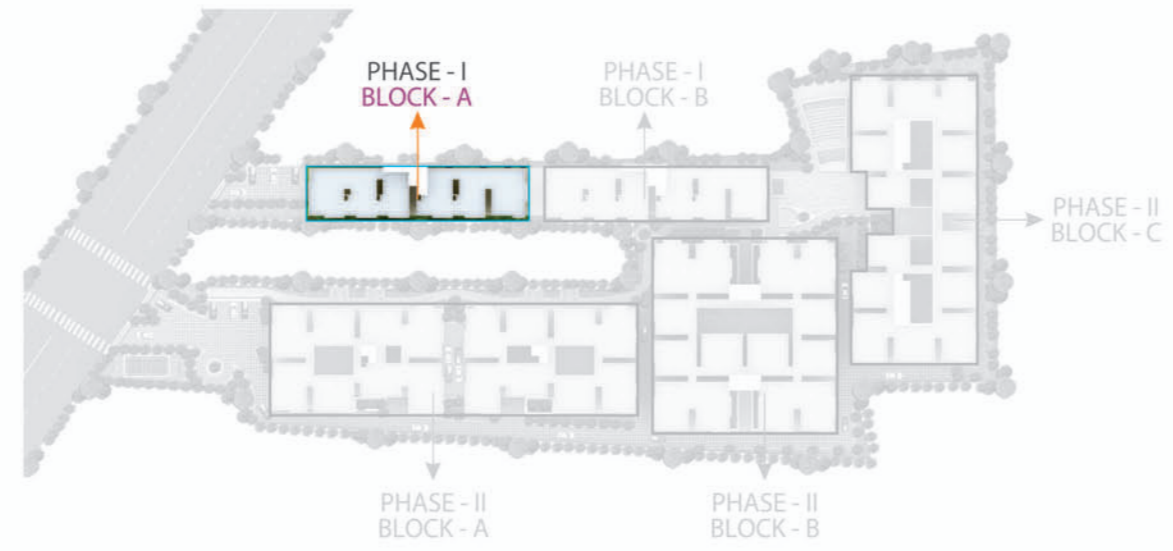 PHASE - I
BLOCK - A
PHASE - I
BLOCK - B
PHASE - II
BLOCK - C
PHASE - II
BLOCK - A
PHASE - II
BLOCK - B